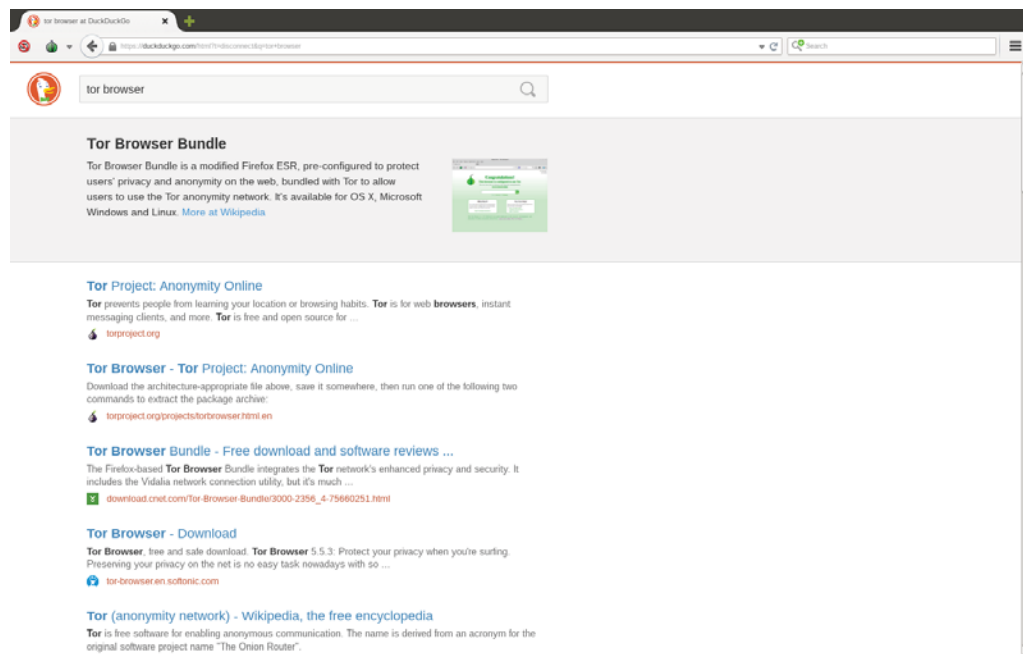 tor browser at DuckDuckGo
https://duckduckgo.com/html?t=disconnect&q=tor+browser
Search
tor browser
Tor Browser Bundle
Tor Browser Bundle is a modified Firefox ESR, pre-configured to protect
users' privacy and anonymity on the web, bundled with Tor to allow
users to use the Tor anonymity network. It's available for OS X, Microsoft
Windows and Linux. More at Wikipedia
Tor Project: Anonymity Online
Tor prevents people from learning your location or browsing habits. Tor is for web browsers, instant
messaging clients, and more. Tor is free and open source for ...
torproject.org
Tor Browser - Tor Project: Anonymity Online
Download the architecture-appropriate file above, save it somewhere, then run one of the following two
commands to extract the package archive:
torproject.org/projects/torbrowser.html.en
Tor Browser Bundle - Free download and software reviews ...
The Firefox-based Tor Browser Bundle integrates the Tor network's enhanced privacy and security. It
includes the Vidalia network connection utility, but it's much ...
download.cnet.com/Tor-Browser-Bundle/3000-2356_4-75660251.html
Tor Browser - Download
Tor Browser, free and safe download. Tor Browser 5.5.3: Protect your privacy when you're surfing.
Preserving your privacy on the net is no easy task nowadays with so ...
tor-browser.en.softonic.com
Tor (anonymity network) - Wikipedia, the free encyclopedia
Tor is free software for enabling anonymous communication. The name is derived from an acronym for the
original software project name "The Onion Router".